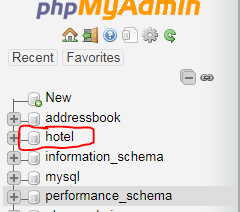 phpMyAdmin
Recent Favorites
New
addressbook
hotel
information_schema
mysql
performance_schema